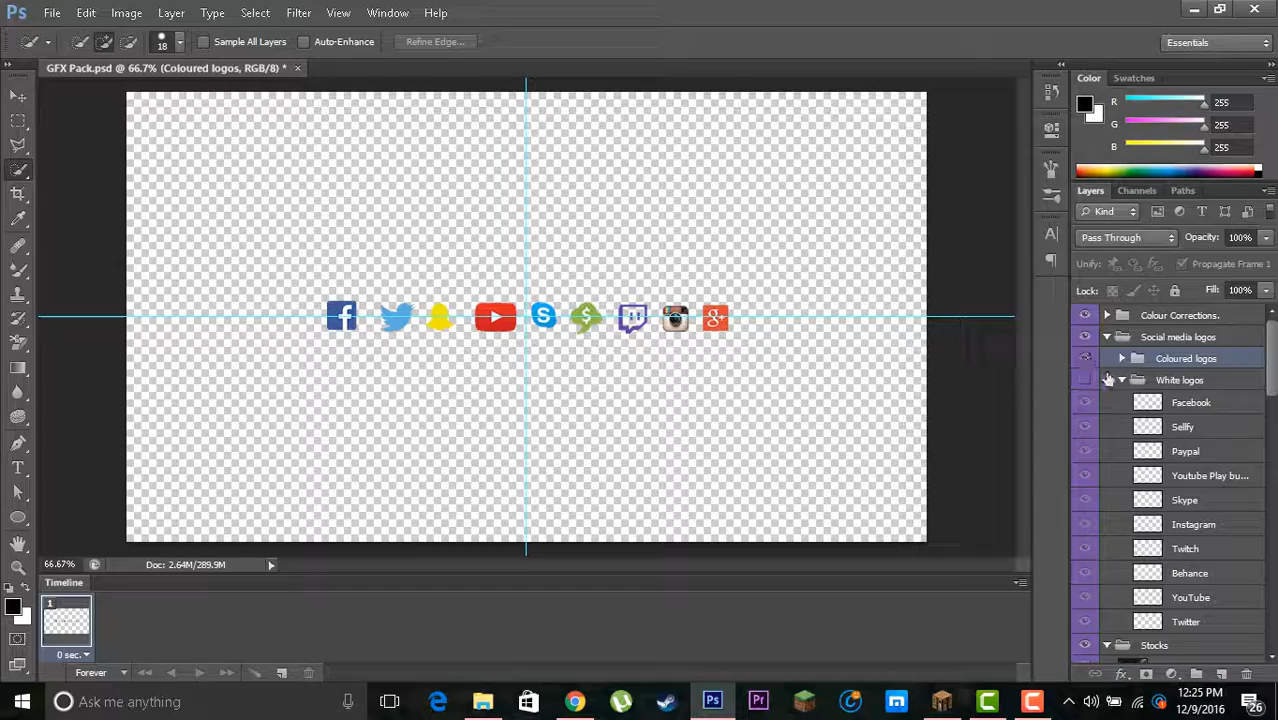 Ps File Edit Image Layer Type Select Filter View Window Help
18 Sample All Layers Auto-Enhance Refine Edge... Essentials
GFX Pack.psd @ 66.7% (Coloured logos, RGB/8) * ×
Color Swatches
R 255
G 255
B 255
Layers Channels Paths
Kind
Pass Through Opacity: 100%
Unify: Propagate Frame 1
Lock: Fill: 100%
Colour Corrections.
Social media logos
Coloured logos
White logos
Facebook
Sellfy
Paypal
Youtube Play bu...
Skype
Instagram
Twitch
Behance
YouTube
Twitter
Stocks
f S $ g+
66.67% Doc: 2.64M/289.9M
Timeline
1
0 sec.
Forever
fx
Ask me anything
Ps Pr
12:25 PM
12/9/2016
26